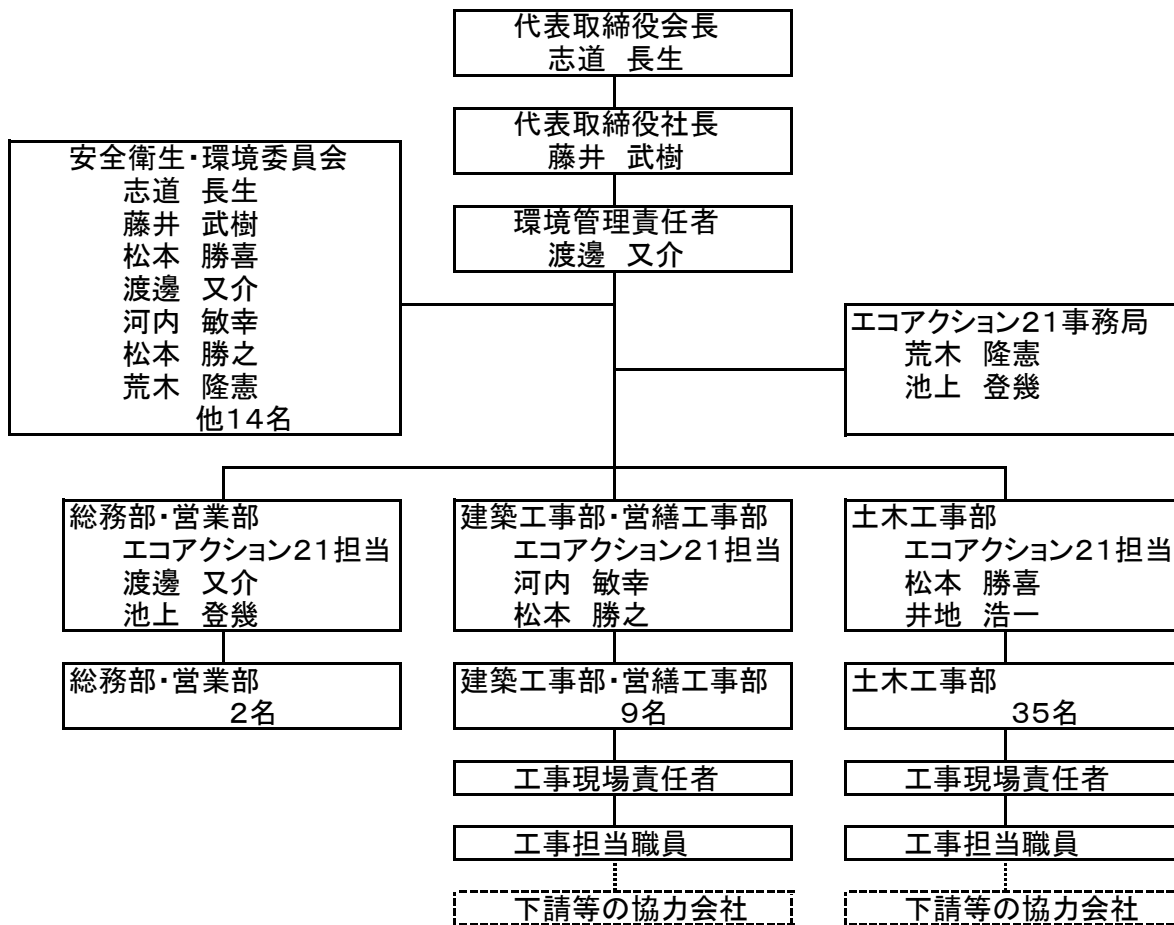 代表取締役会長
志道 長生
代表取締役社長
藤井 武樹
安全衛生・環境委員会
志道 長生
藤井 武樹
松本 勝喜
渡邊 又介
河内 敏幸
松本 勝之
荒木 隆憲
他14名
環境管理責任者
渡邊 又介
エコアクション21事務局
荒木 隆憲
池上 登幾
総務部・営業部
エコアクション21担当
渡邊 又介
池上 登幾
建築工事部・営繕工事部
エコアクション21担当
河内 敏幸
松本 勝之
土木工事部
エコアクション21担当
松本 勝喜
井地 浩一
総務部・営業部
2名
建築工事部・営繕工事部
9名
土木工事部
35名
工事現場責任者
工事現場責任者
工事担当職員
工事担当職員
下請等の協力会社
下請等の協力会社